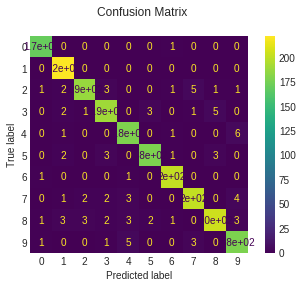 Confusion Matrix
0 0 0 0 0 0 1 0 0 0
1 0 2e+02 0 0 0 0 0 0 0 0
2 1 2 9e+0 3 0 0 1 5 1 1
3 0 2 1 9e+0 0 3 0 1 5 0
4 0 1 0 0 8e+0 0 1 0 0 6
5 0 2 0 3 0 8e+0 1 0 3 0
6 1 0 0 0 1 0 2e+02 0 0 0
7 0 1 2 2 3 0 0 2e+02 0 4
8 1 3 3 2 3 2 1 0 0e+0 3
9 1 0 0 1 5 0 0 3 0 8e+02
0 1 2 3 4 5 6 7 8 9
True label
Predicted label
200
175
150
125
100
75
50
25
0